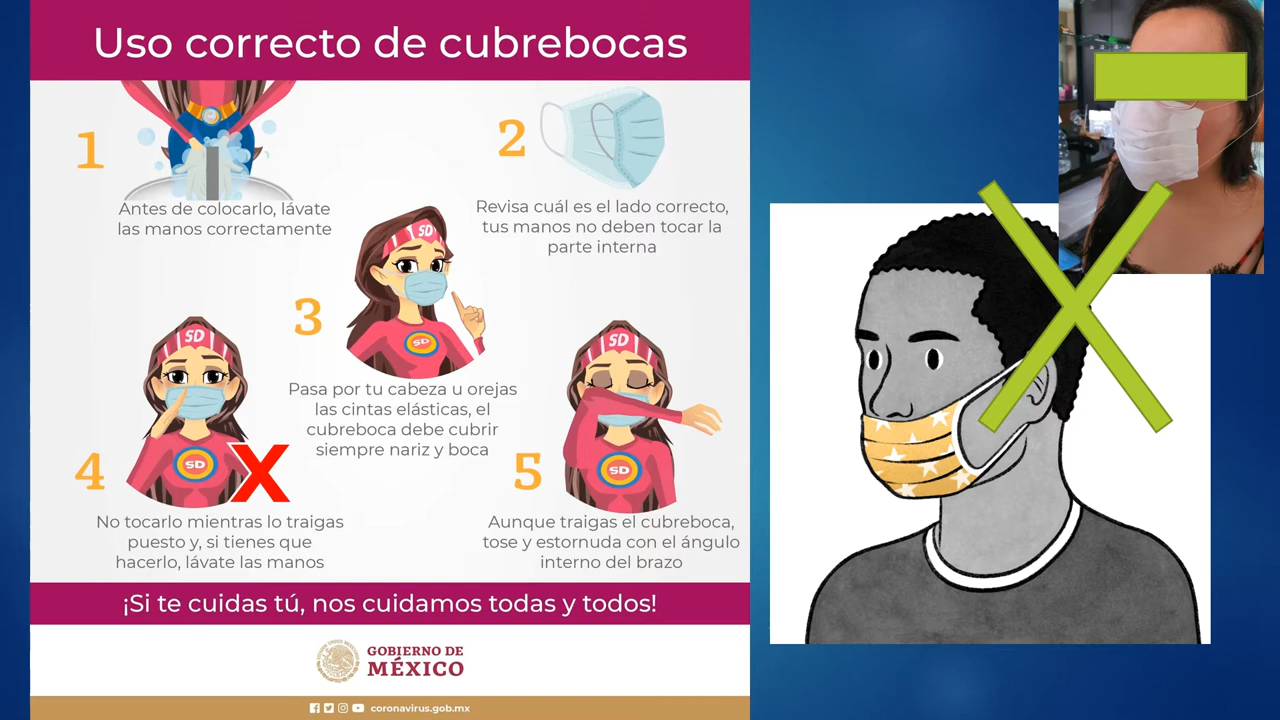 Uso correcto de cubrebocas
1
Antes de colocarlo, lávate
las manos correctamente
2
Revisa cuál es el lado correcto,
tus manos no deben tocar la
parte interna
SD
SD
3
Pasa por tu cabeza u orejas
las cintas elásticas, el
cubreboca debe cubrir
siempre nariz y boca
SD
SD
X
4
No tocarlo mientras lo traigas
puesto y, si tienes que
hacerlo, lávate las manos
SD
SD
5
Aunque traigas el cubreboca,
tose y estornuda con el ángulo
interno del brazo
¡Si te cuidas tú, nos cuidamos todas y todos!
GOBIERNO DE
MÉXICO
coronavirus.gob.mx